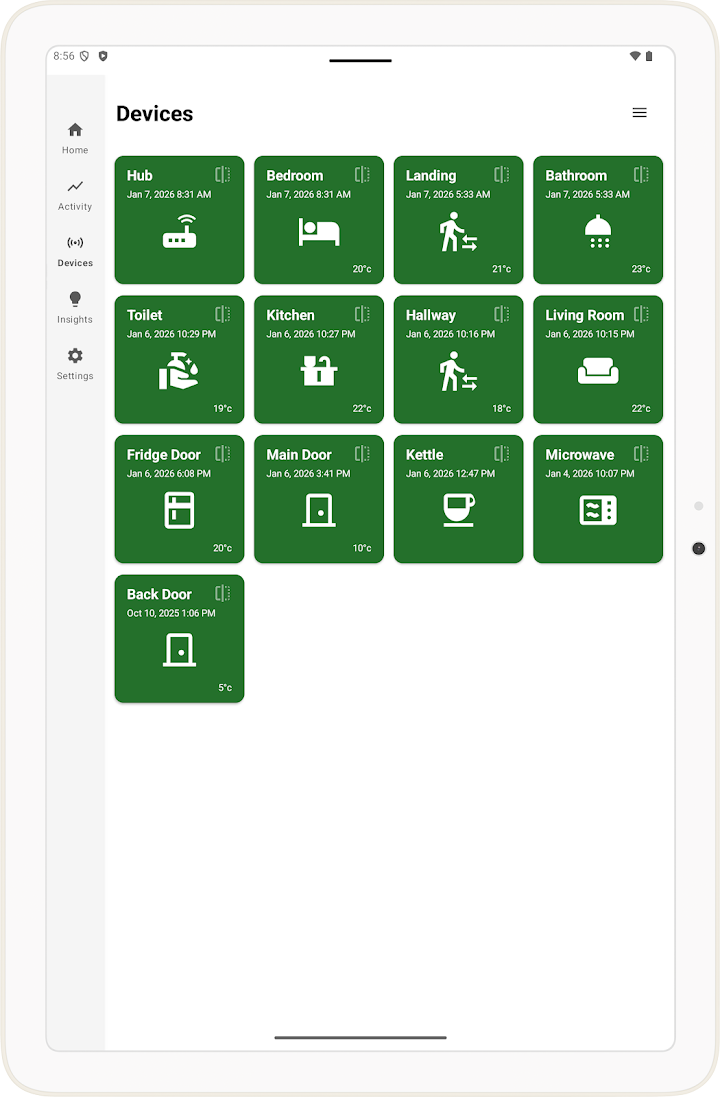 8:56
Devices
Home
Activity
Devices
Insights
Settings
Hub
Jan 7, 2026 8:31 AM
Bedroom
Jan 7, 2026 8:31 AM
20°c
Landing
Jan 7, 2026 5:33 AM
21°c
Bathroom
Jan 7, 2026 5:33 AM
23°c
Toilet
Jan 6, 2026 10:29 PM
19°c
Kitchen
Jan 6, 2026 10:27 PM
22°c
Hallway
Jan 6, 2026 10:16 PM
18°c
Living Room
Jan 6, 2026 10:15 PM
22°c
Fridge Door
Jan 6, 2026 6:08 PM
20°c
Main Door
Jan 6, 2026 3:41 PM
10°c
Kettle
Jan 6, 2026 12:47 PM
Microwave
Jan 4, 2026 10:07 PM
Back Door
Oct 10, 2025 1:06 PM
5°c